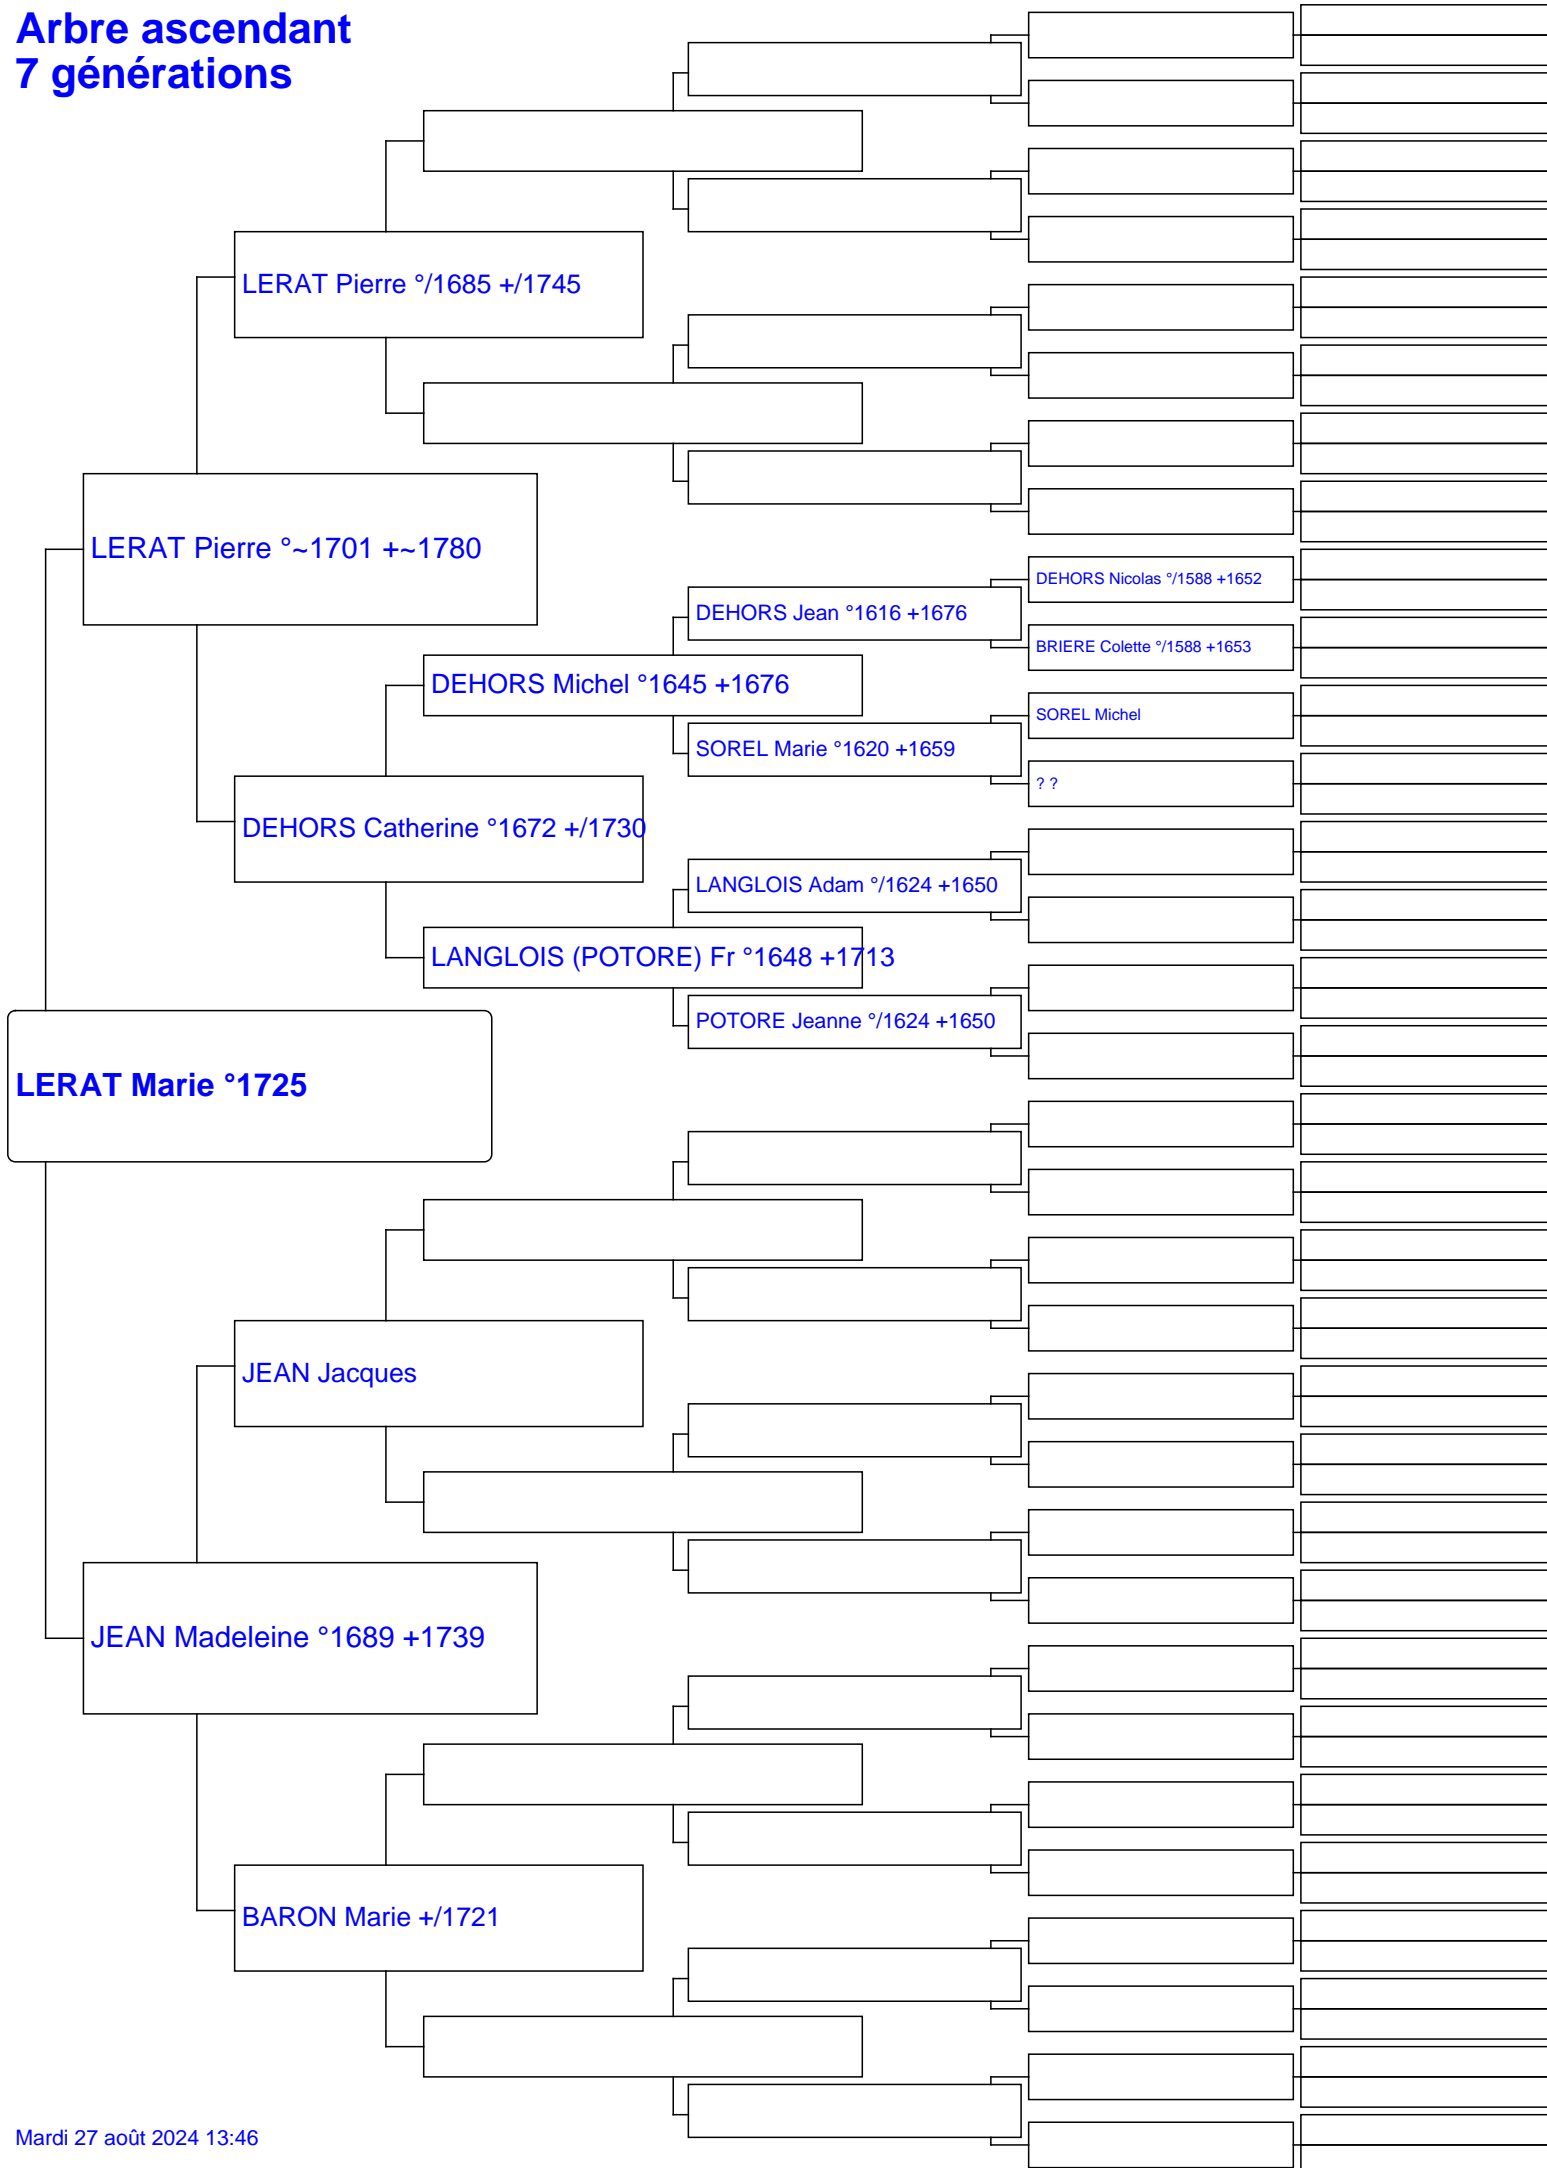 Arbre ascendant
7 générations
LERAT Pierre °/1685 +/1745
LERAT Pierre °~1701 +~1780
DEHORS Nicolas °/1588 +1652
DEHORS Jean °1616 +1676
BRIERE Colette °/1588 +1653
DEHORS Michel °1645 +1676
SOREL Michel
SOREL Marie °1620 +1659
? ?
DEHORS Catherine °1672 +/1730
LANGLOIS Adam °/1624 +1650
LANGLOIS (POTORE) Fr °1648 +1713
POTORE Jeanne °/1624 +1650
LERAT Marie °1725
JEAN Jacques
JEAN Madeleine °1689 +1739
BARON Marie +/1721
Mardi 27 août 2024 13:46